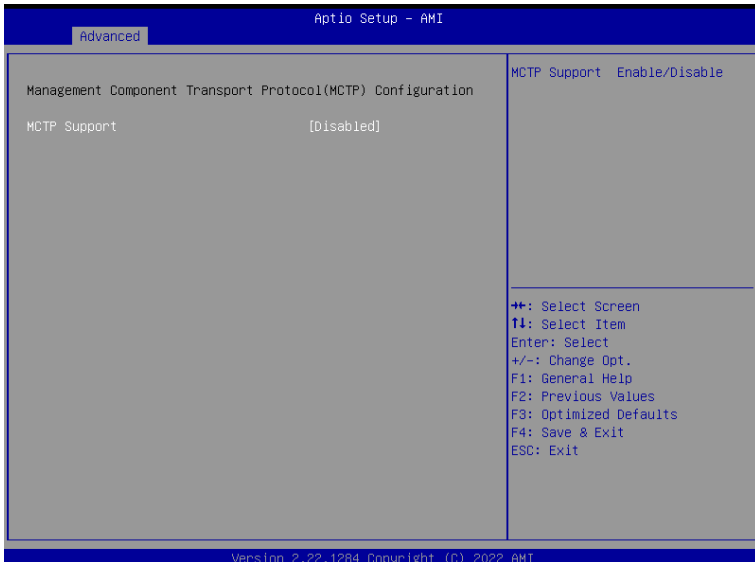 Aptio Setup – AMI
Advanced
Management Component Transport Protocol(MCTP) Configuration
MCTP Support [Disabled]
MCTP Support Enable/Disable
→←: Select Screen
↑↓: Select Item
Enter: Select
+/-: Change Opt.
F1: General Help
F2: Previous Values
F3: Optimized Defaults
F4: Save & Exit
ESC: Exit
Version 2.22.1284 Copyright (C) 2022 AMI